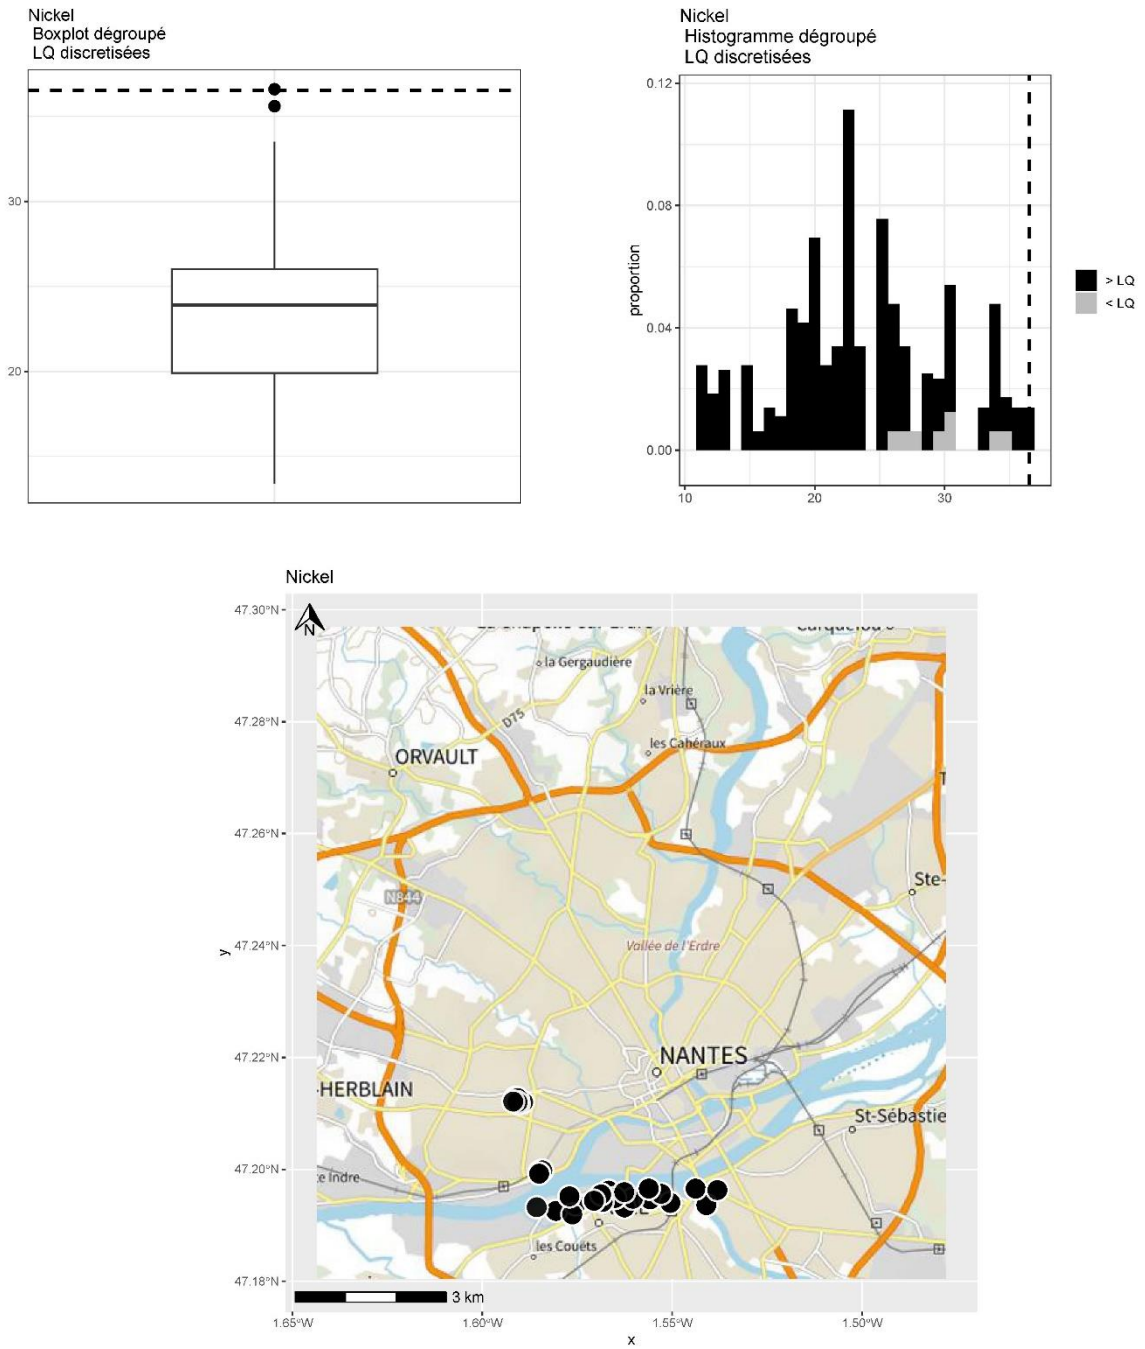 Nickel
Boxplot dégroupé
LQ discretisées
30
20
Nickel
Histogramme dégroupé
LQ discretisées
0.12
0.08
0.04
0.00
proportion
10
20
30
> LQ
< LQ
Nickel
47.30°N
47.28°N
47.26°N
47.24°N
47.22°N
47.20°N
47.18°N
y
N
la Gergaudière
la Vrière
D75
les Cahéraux
ORVAULT
Ste-
N844
Vallée de l'Erdre
NANTES
-HERBLAIN
St-Sébastie
te Indre
les Couëts
3 km
1.65°W
1.60°W
1.55°W
1.50°W
x